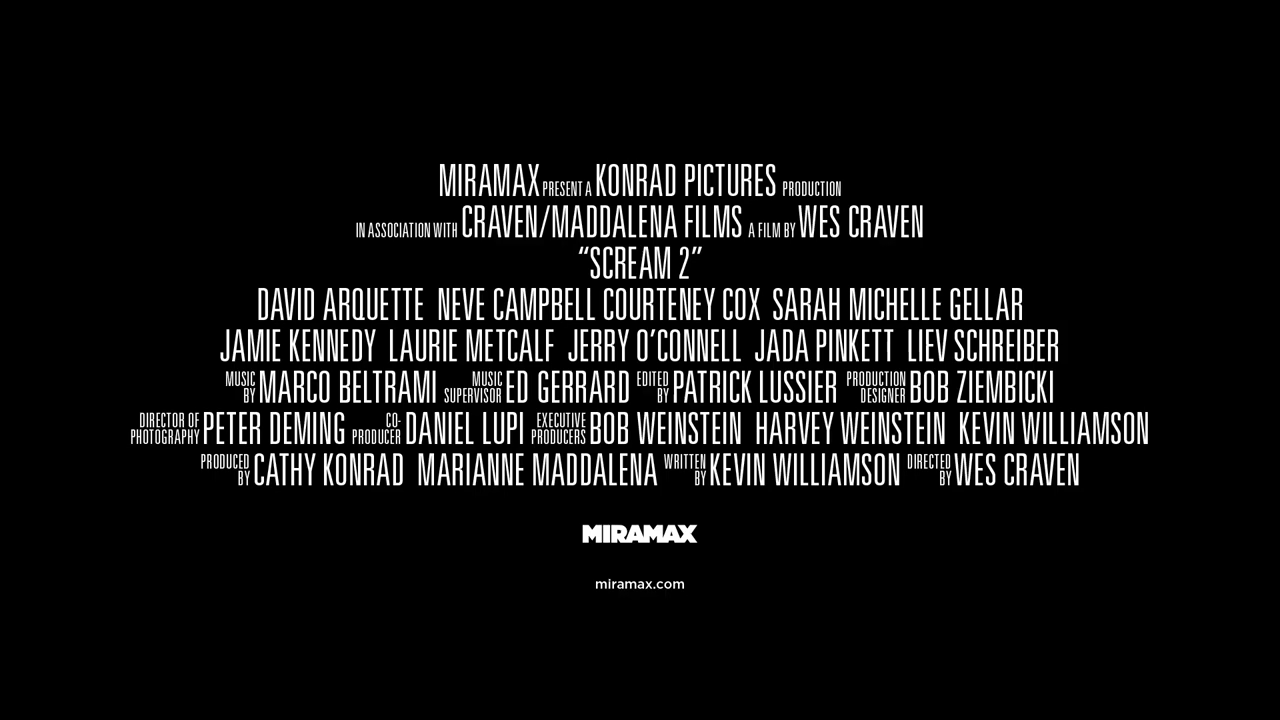 MIRAMAX PRESENT A KONRAD PICTURES PRODUCTION
IN ASSOCIATION WITH CRAVEN/MADDALENA FILMS A FILM BY WES CRAVEN
“SCREAM 2”
DAVID ARQUETTE NEVE CAMPBELL COURTENEY COX SARAH MICHELLE GELLAR
JAMIE KENNEDY LAURIE METCALF JERRY O’CONNELL JADA PINKETT LIEV SCHREIBER
MUSIC BY MARCO BELTRAMI MUSIC SUPERVISOR ED GERRARD EDITED BY PATRICK LUSSIER PRODUCTION DESIGNER BOB ZIEMBICKI
DIRECTOR OF PHOTOGRAPHY PETER DEMING CO-PRODUCER DANIEL LUPI EXECUTIVE PRODUCERS BOB WEINSTEIN HARVEY WEINSTEIN KEVIN WILLIAMSON
PRODUCED BY CATHY KONRAD MARIANNE MADDALENA WRITTEN BY KEVIN WILLIAMSON DIRECTED BY WES CRAVEN
MIRAMAX
miramax.com